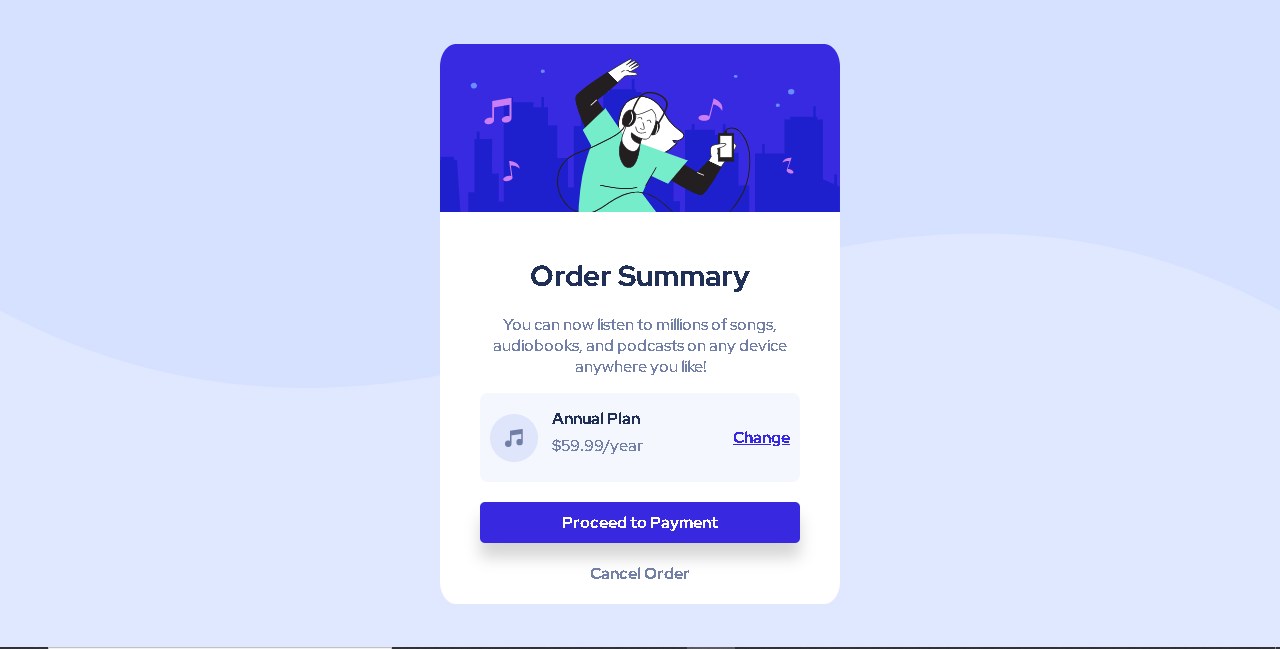 Order Summary
You can now listen to millions of songs,
audiobooks, and podcasts on any device
anywhere you like!
Annual Plan
$59.99/year
Change
Proceed to Payment
Cancel Order